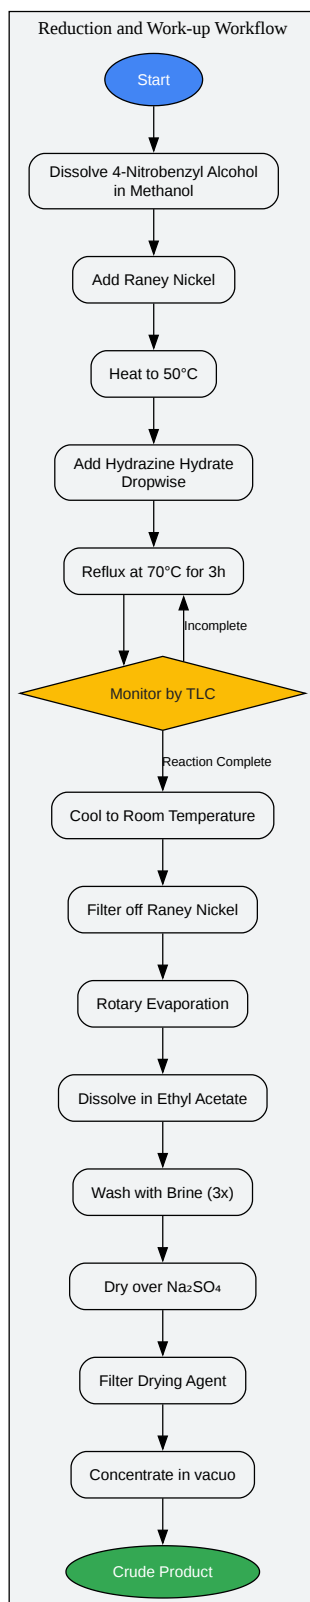 Reduction and Work-up Workflow
Start
Dissolve 4-Nitrobenzyl Alcohol
in Methanol
Add Raney Nickel
Heat to 50°C
Add Hydrazine Hydrate
Dropwise
Reflux at 70°C for 3h
Incomplete
Monitor by TLC
Reaction Complete
Cool to Room Temperature
Filter off Raney Nickel
Rotary Evaporation
Dissolve in Ethyl Acetate
Wash with Brine (3x)
Dry over Na₂SO₄
Filter Drying Agent
Concentrate in vacuo
Crude Product